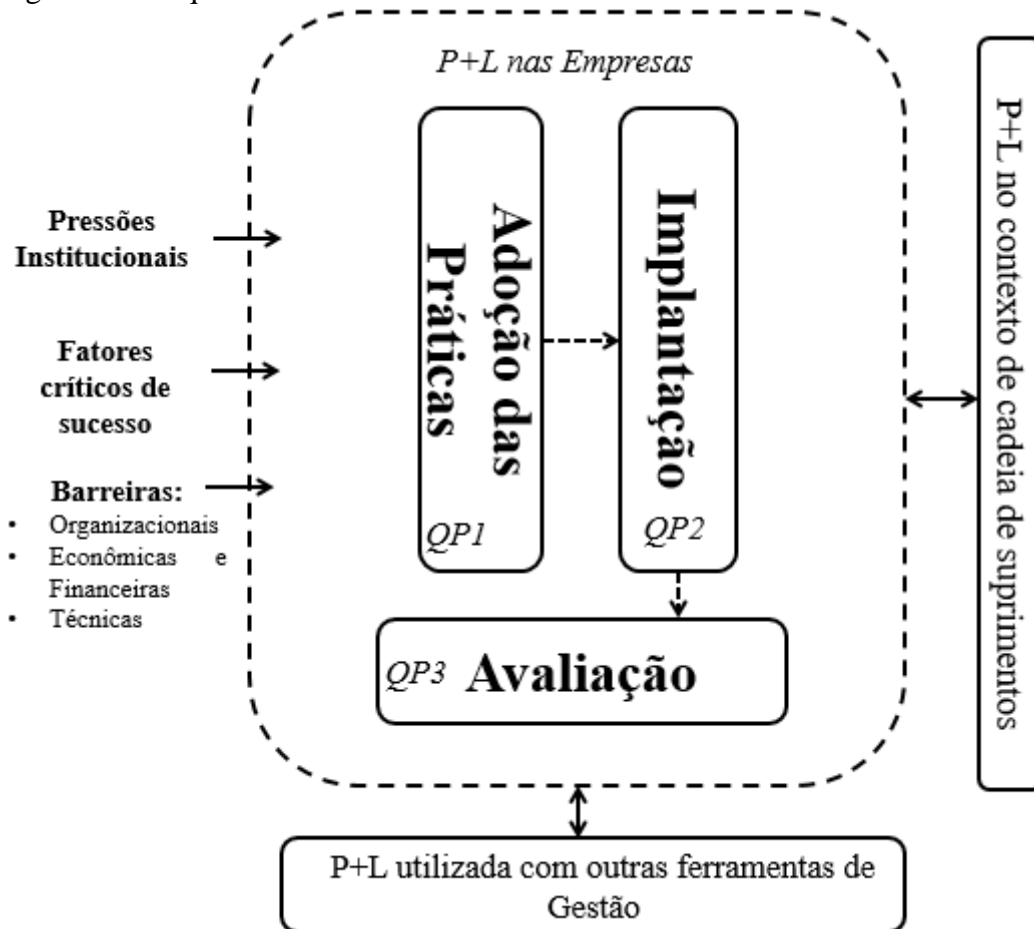 P+L nas Empresas
Pressões
Institucionais
Fatores
críticos de
sucesso
Barreiras:
• Organizacionais
• Econômicas e
Financeiras
• Técnicas
Adoção das
Práticas
QP1
Implantação
QP2
QP3 Avaliação
P+L no contexto de cadeia de suprimentos
P+L utilizada com outras ferramentas de
Gestão